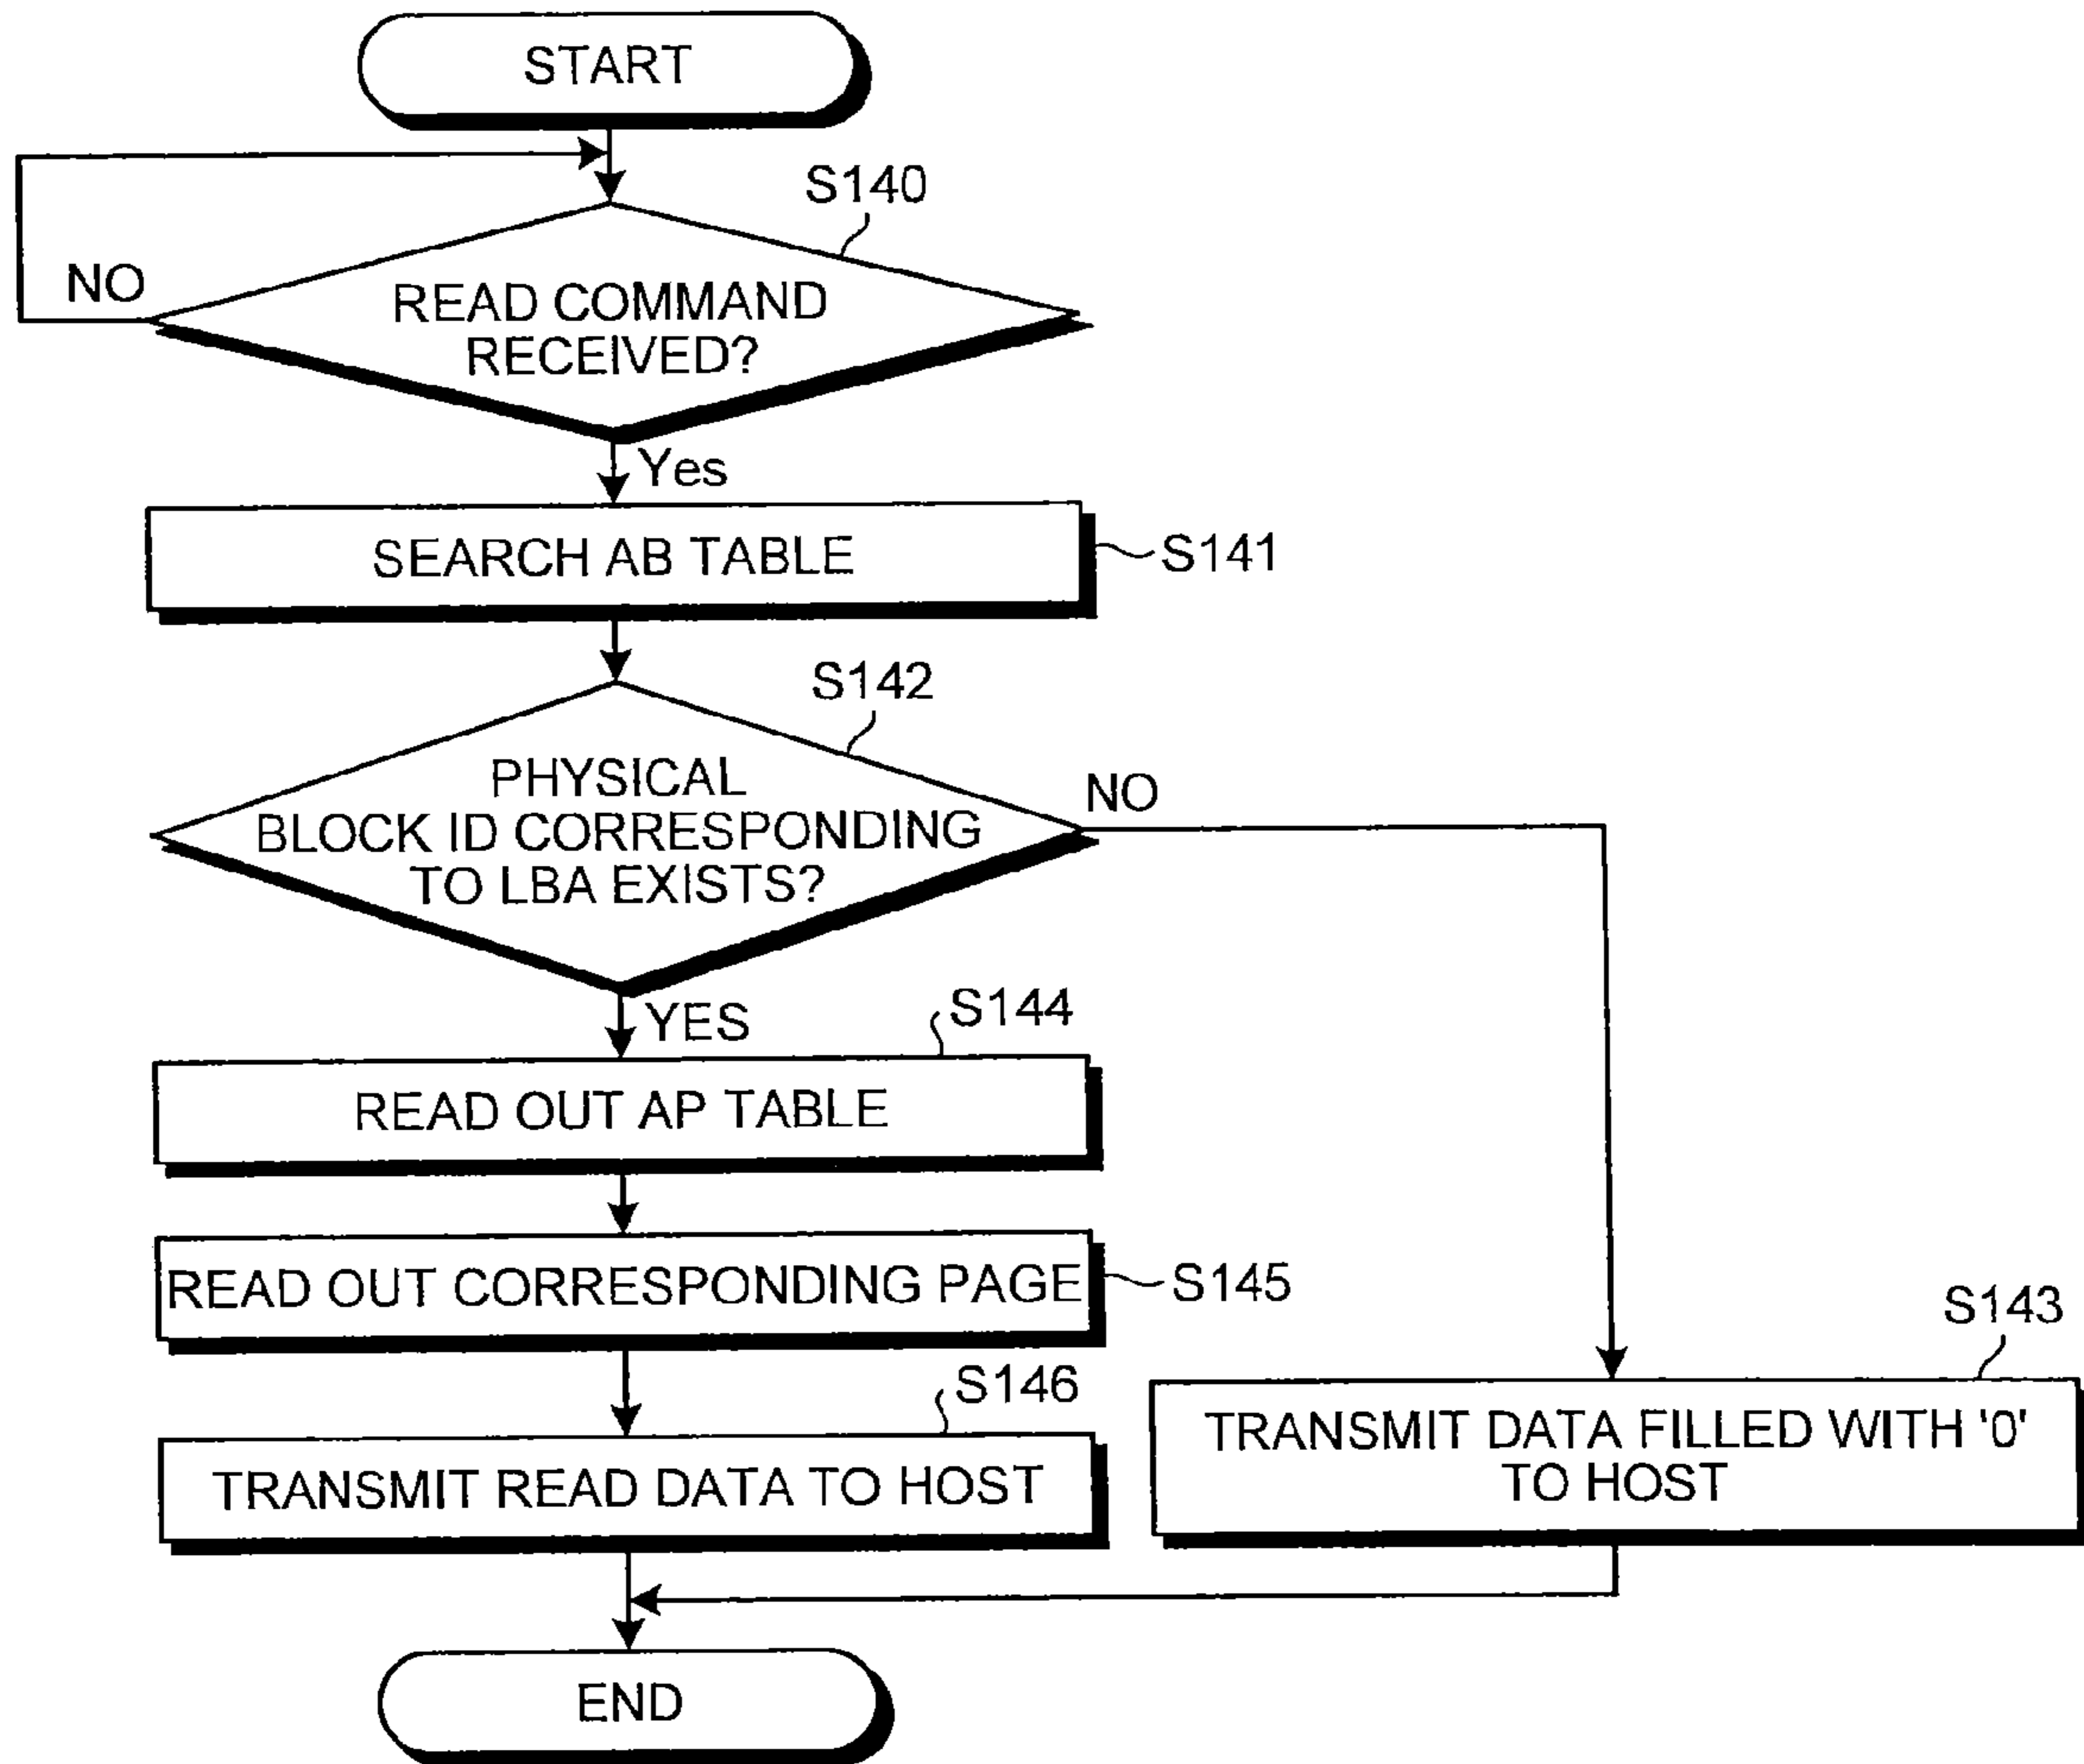 START
S140
NO
READ COMMAND
RECEIVED?
Yes
SEARCH AB TABLE
S141
S142
PHYSICAL
BLOCK ID CORRESPONDING
TO LBA EXISTS?
NO
YES
S144
READ OUT AP TABLE
READ OUT CORRESPONDING PAGE
S145
S143
S146
TRANSMIT READ DATA TO HOST
TRANSMIT DATA FILLED WITH '0'
TO HOST
END